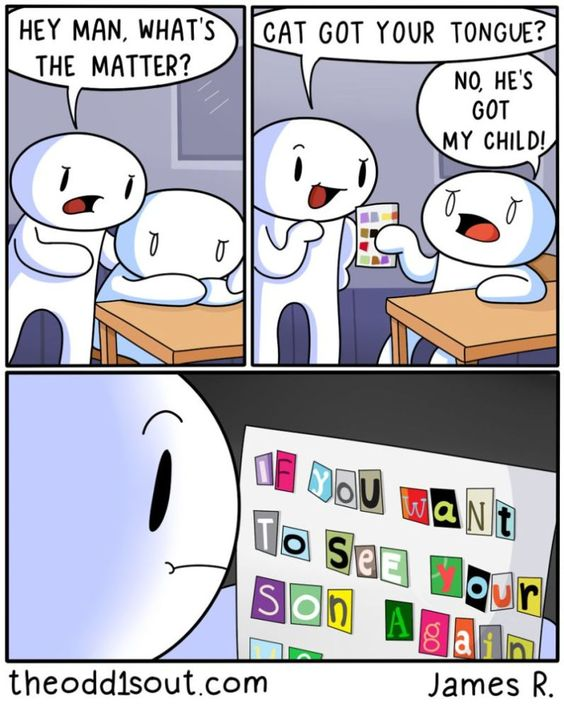 HEY MAN, WHAT'S
THE MATTER?
CAT GOT YOUR TONGUE?
NO, HE'S
GOT
MY CHILD!
IF YOU WaNt
To SeE Your
Son Again
theodd1sout.com
James R.